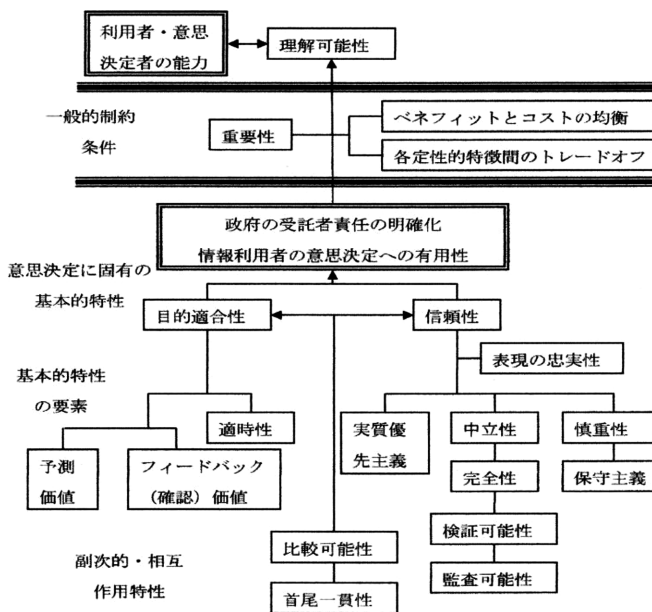 利用者・意思
決定者の能力
理解可能性
一般的制約
条件
重要性
ベネフィットとコストの均衡
各定性的特徴間のトレードオフ
政府の受託者責任の明確化
情報利用者の意思決定への有用性
意思決定に固有の
基本的特性
目的適合性
信頼性
表現の忠実性
基本的特性
の要素
適時性
実質優
先主義
中立性
慎重性
予測
価値
フィードバック
（確認）価値
完全性
保守主義
検証可能性
監査可能性
副次的・相互
作用特性
比較可能性
首尾一貫性